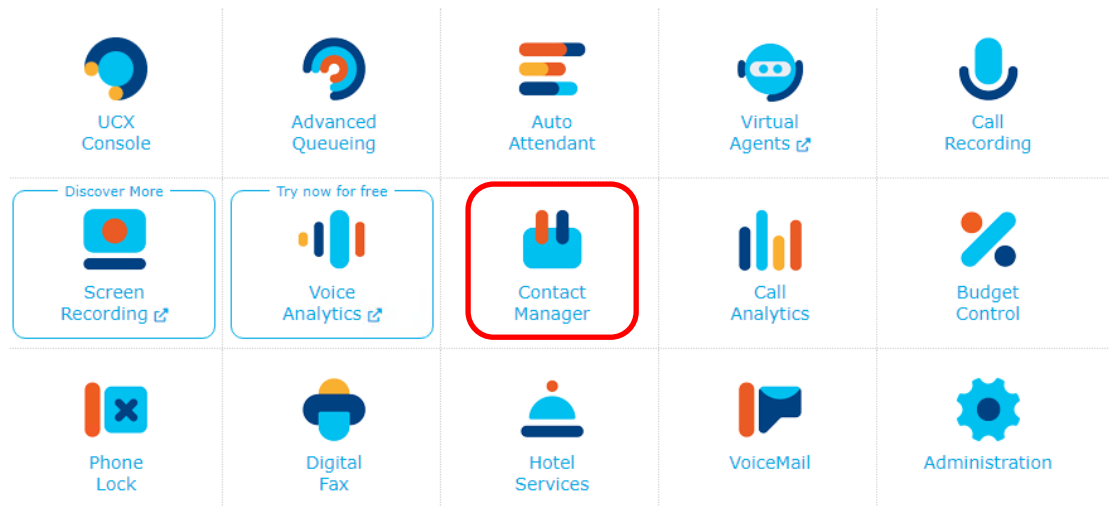 UCX
Console
Advanced
Queueing
Auto
Attendant
Virtual
Agents
Call
Recording
Discover More
Screen
Recording
Try now for free
Voice
Analytics
Contact
Manager
Call
Analytics
Budget
Control
Phone
Lock
Digital
Fax
Hotel
Services
VoiceMail
Administration